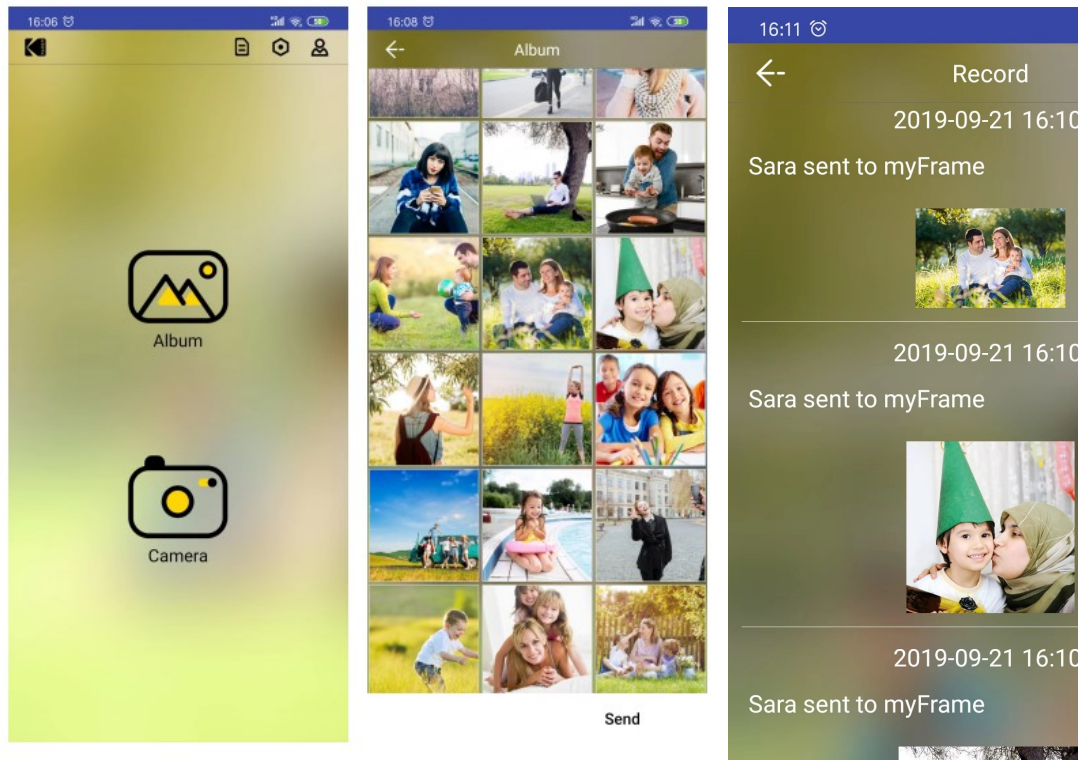 16:06
58
Album
Camera
16:08
58
Album
Send
16:11
Record
2019-09-21 16:10
Sara sent to myFrame
2019-09-21 16:10
Sara sent to myFrame
2019-09-21 16:10
Sara sent to myFrame